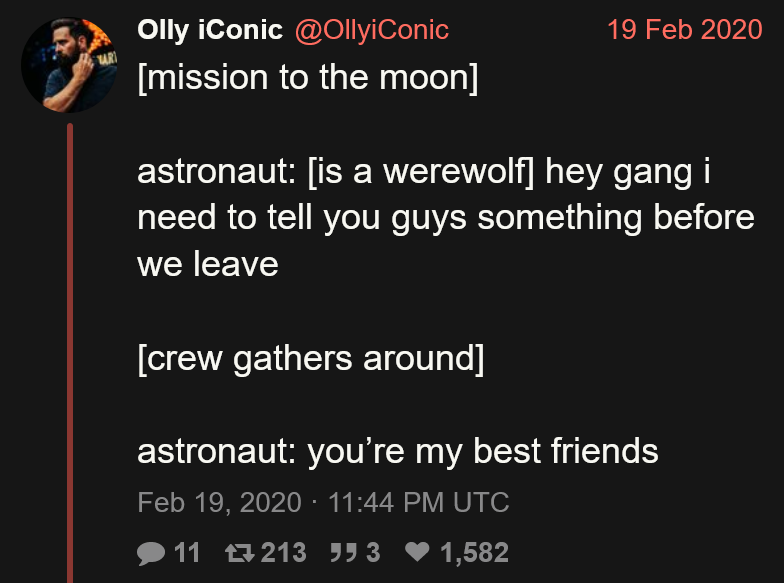 Olly iConic @OllyiConic 19 Feb 2020
[mission to the moon]
astronaut: [is a werewolf] hey gang i
need to tell you guys something before
we leave
[crew gathers around]
astronaut: you’re my best friends
Feb 19, 2020 · 11:44 PM UTC
11 213 3 1,582